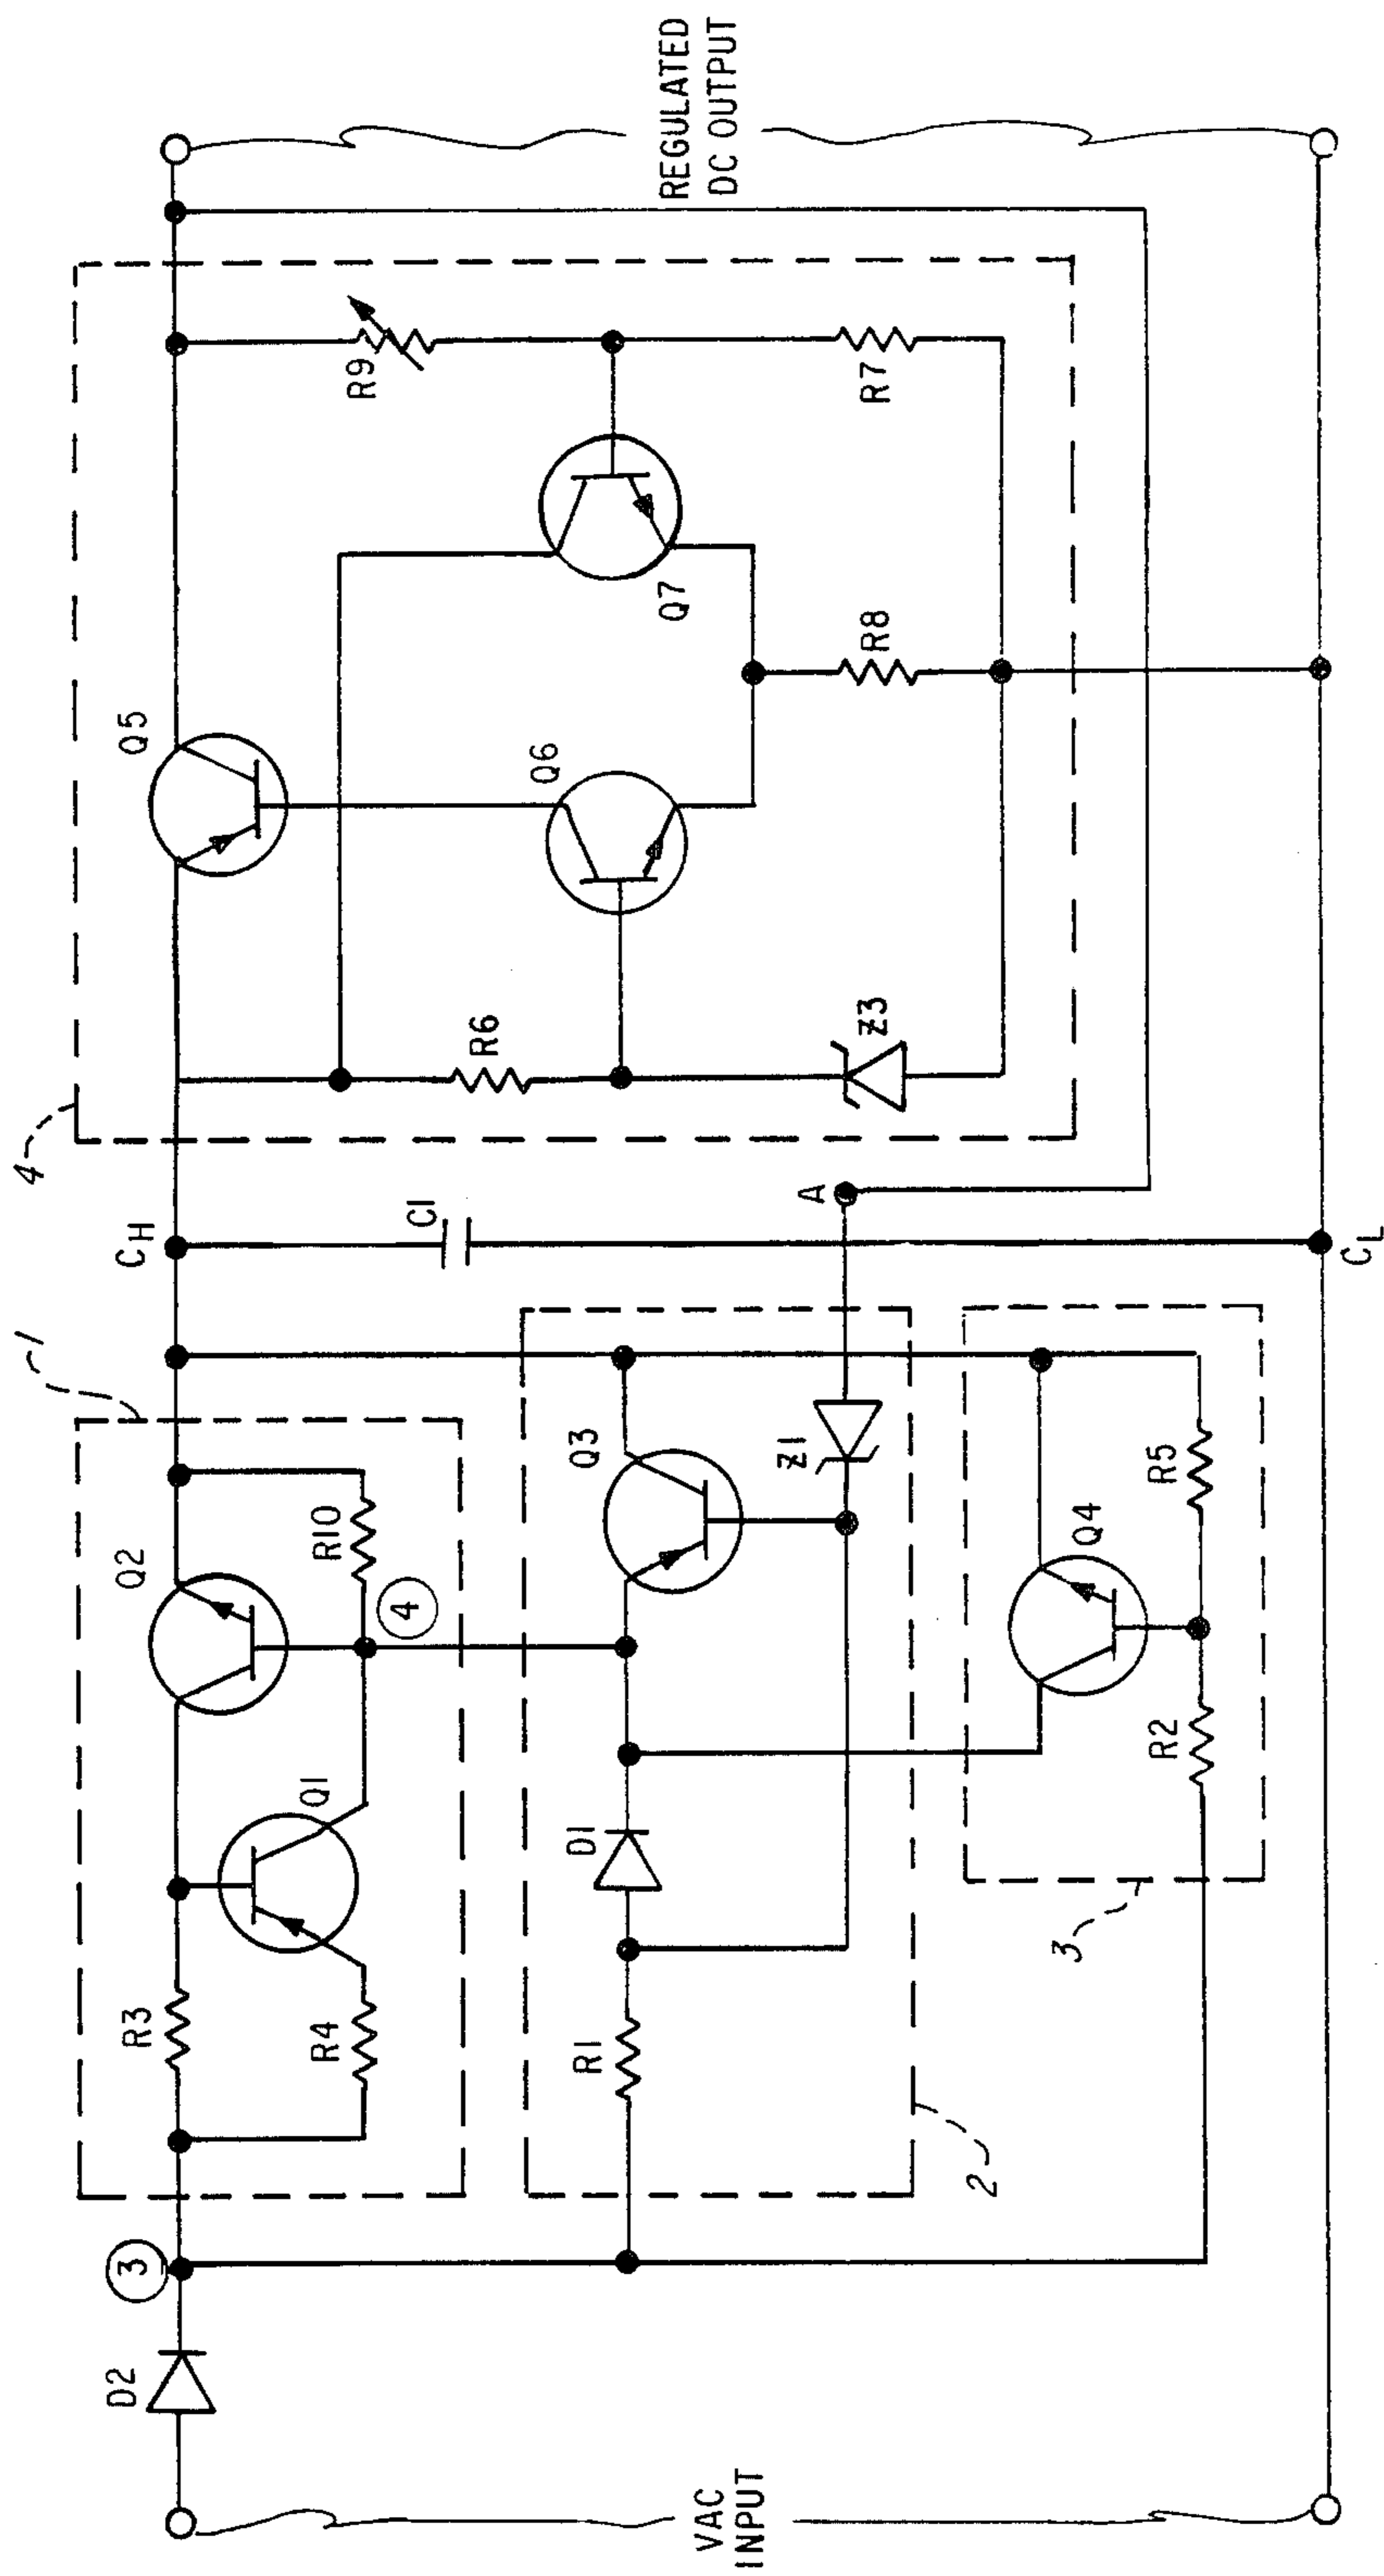 VAC
INPUT
D2
3
1
R3
R4
Q1
Q2
R10
4
R1
D1
Q3
Z1
2
R2
Q4
R5
3
CH
C1
A
CL
4
R6
Z3
Q5
Q6
Q7
R8
R9
R7
REGULATED
DC OUTPUT